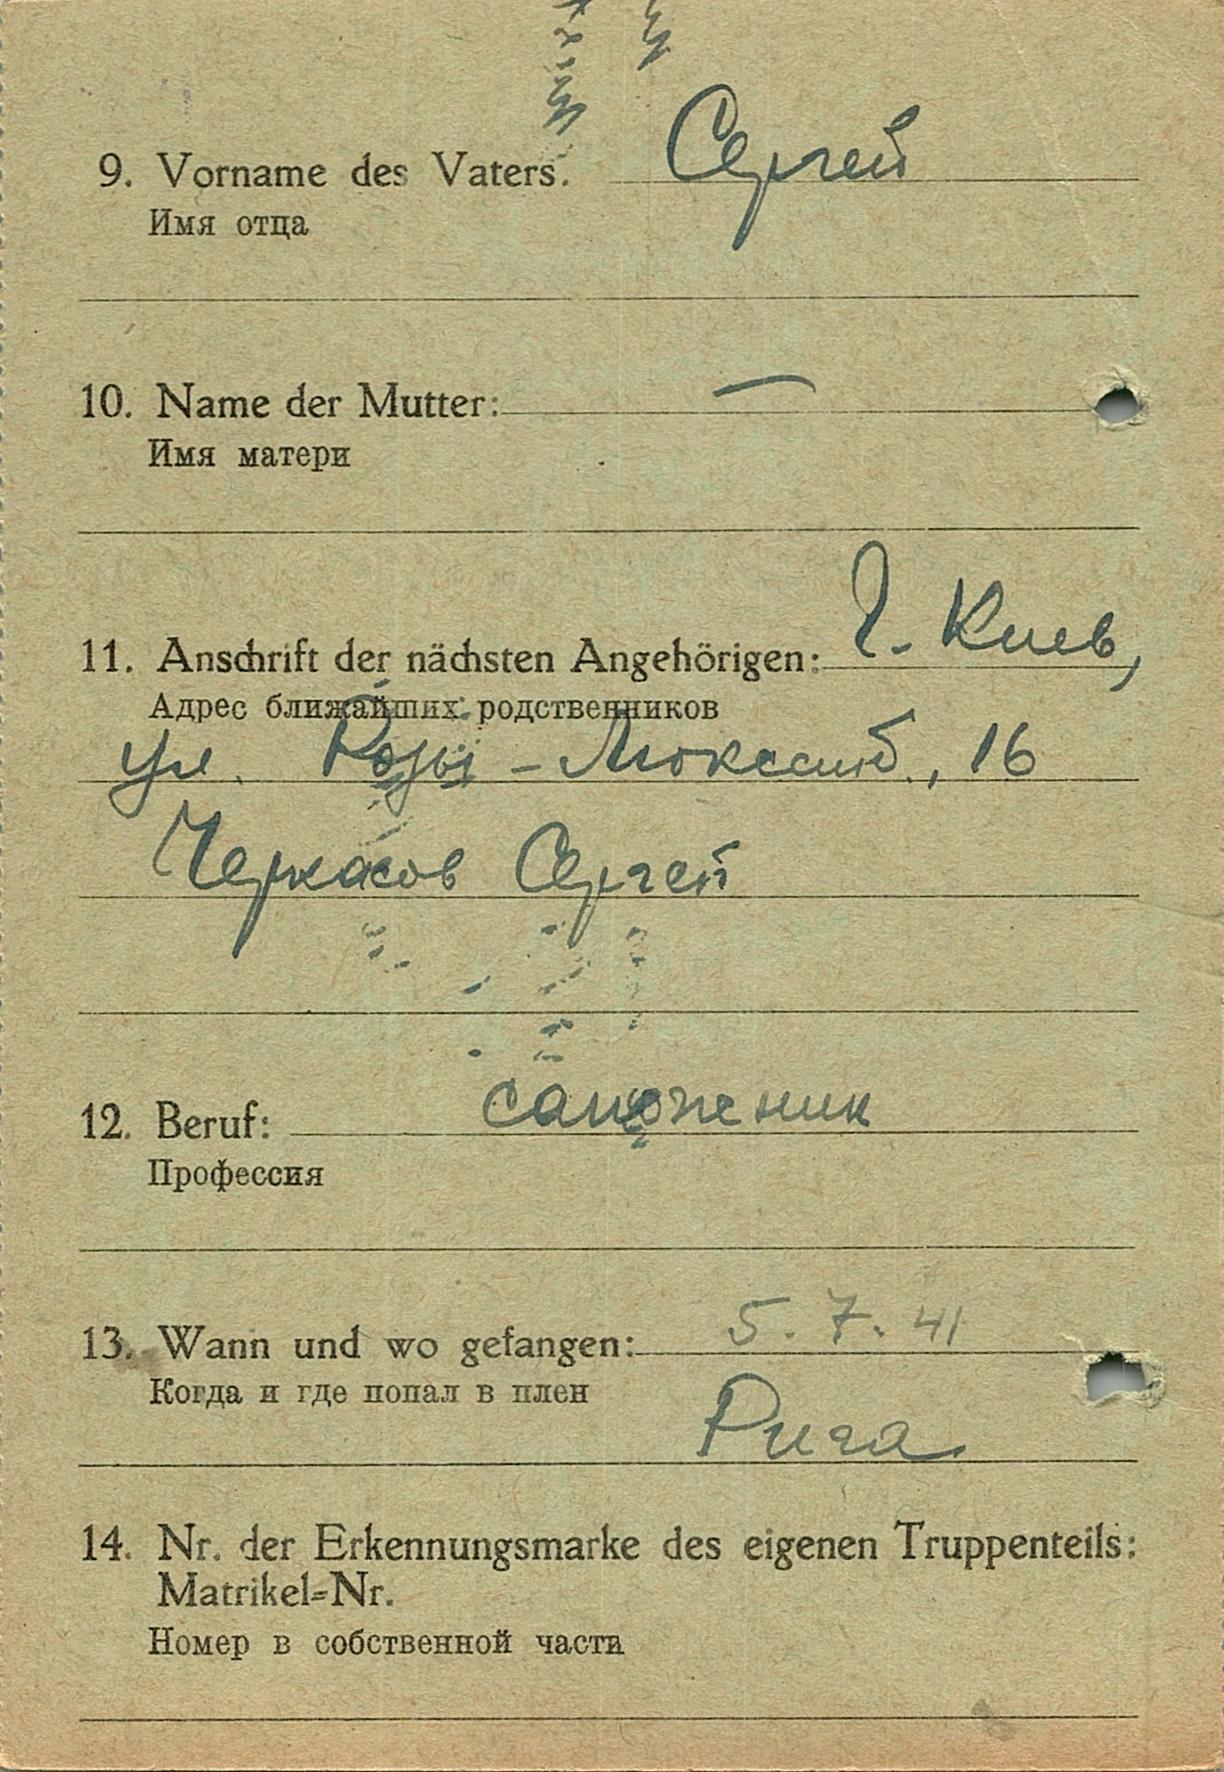 9. Vorname des Vaters. Сергей
Имя отца
10. Name der Mutter: —
Имя матери
11. Anschrift der nächsten Angehörigen: г. Киев,
Адрес ближайших родственников
ул. Розы - Люксемб., 16
Черкасов Сергей
12. Beruf: сапожник
Профессия
13. Wann und wo gefangen: 5. 7. 41
Когда и где попал в плен
Рига
14. Nr. der Erkennungsmarke des eigenen Truppenteils:
Matrikel=Nr.
Номер в собственной части